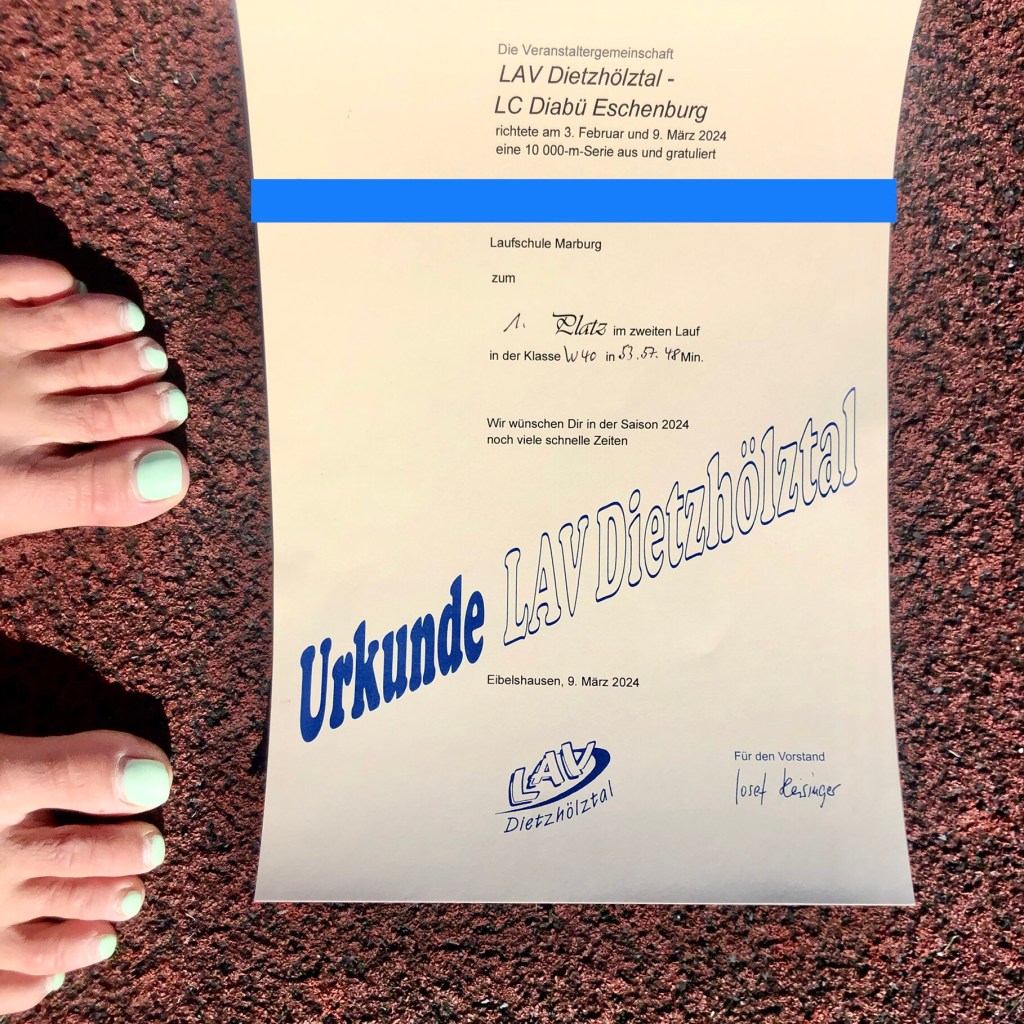 Die Veranstaltergemeinschaft
LAV Dietzhölztal -
LC Diabü Eschenburg
richtete am 3. Februar und 9. März 2024
eine 10 000-m-Serie aus und gratuliert
Laufschule Marburg
zum
1. Platz im zweiten Lauf
in der Klasse W40 in 53.57.48 Min.
Wir wünschen Dir in der Saison 2024
noch viele schnelle Zeiten
Urkunde LAV Dietzhölztal
Eibelshausen, 9. März 2024
LAV
Dietzhölztal
Für den Vorstand
Josef